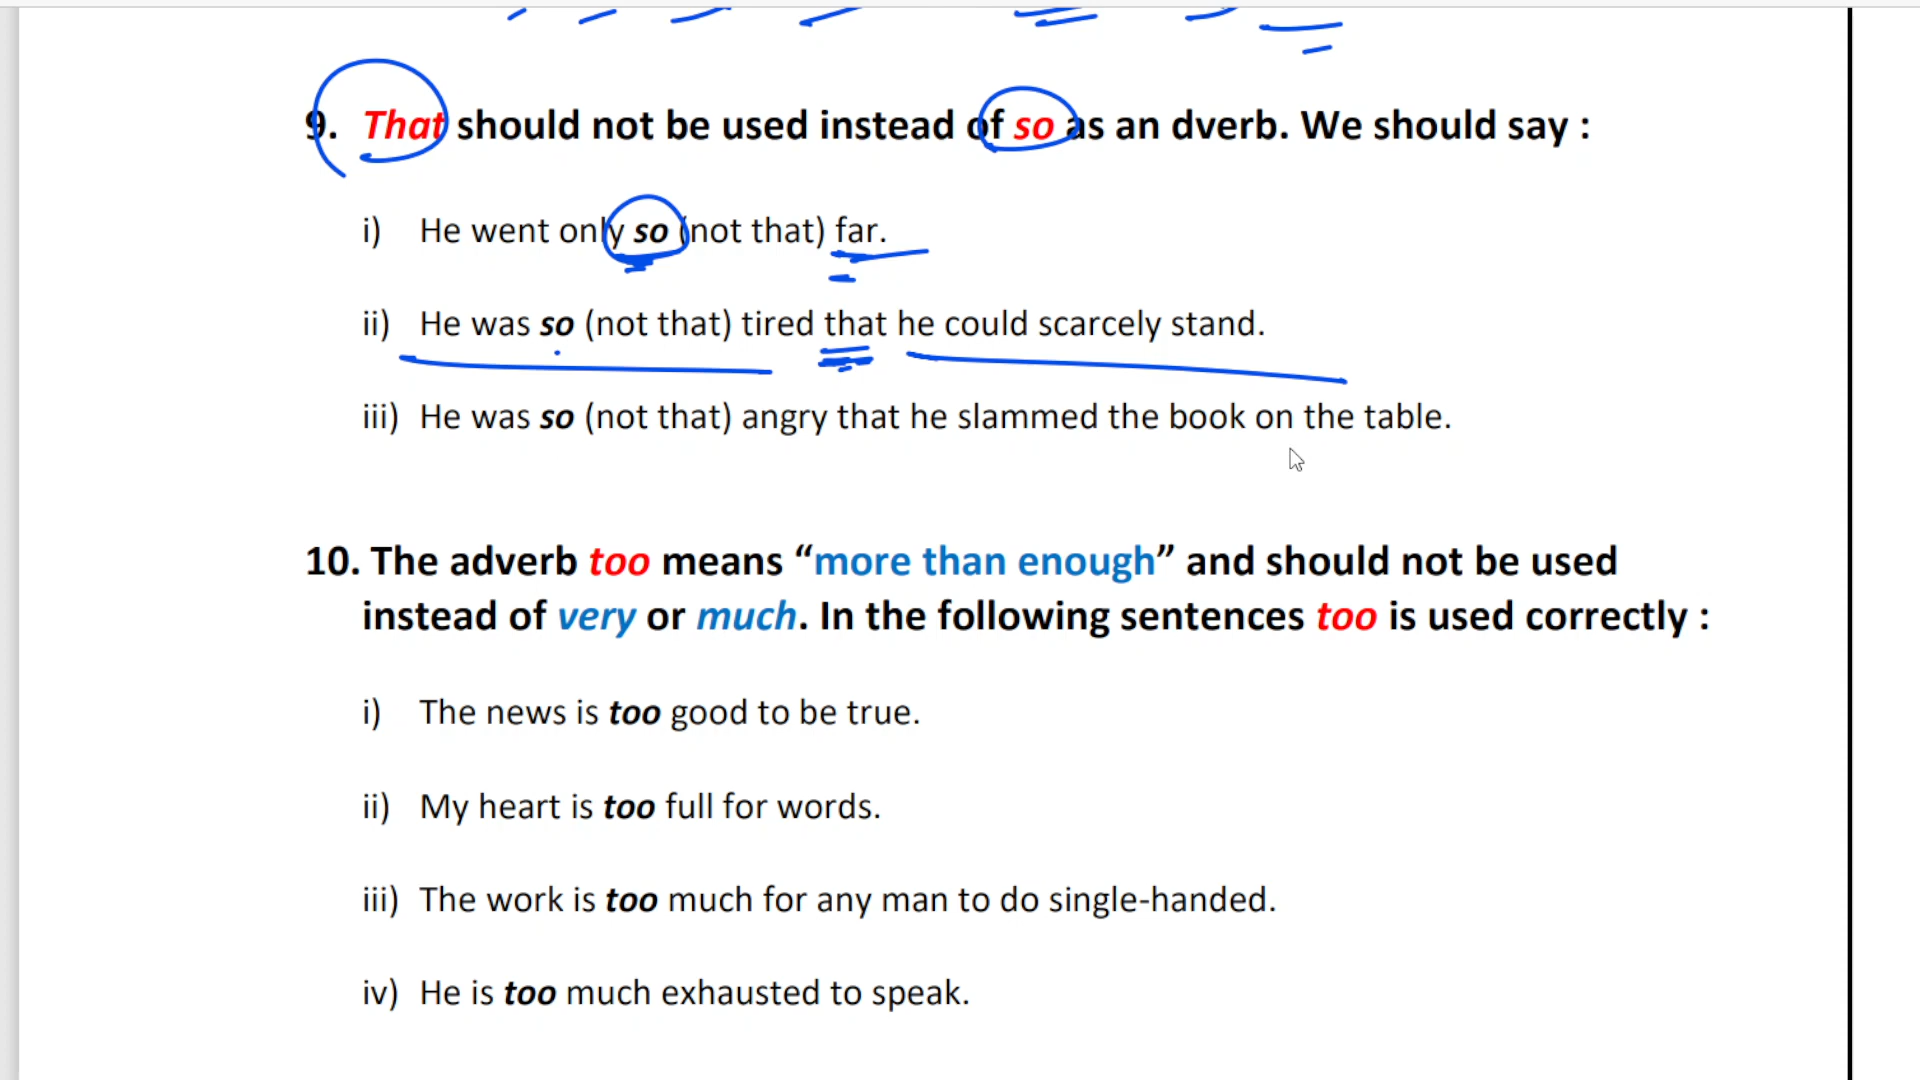 9. That should not be used instead of so as an dverb. We should say :
i) He went only so (not that) far.
ii) He was so (not that) tired that he could scarcely stand.
iii) He was so (not that) angry that he slammed the book on the table.
10. The adverb too means “more than enough” and should not be used
instead of very or much. In the following sentences too is used correctly :
i) The news is too good to be true.
ii) My heart is too full for words.
iii) The work is too much for any man to do single-handed.
iv) He is too much exhausted to speak.